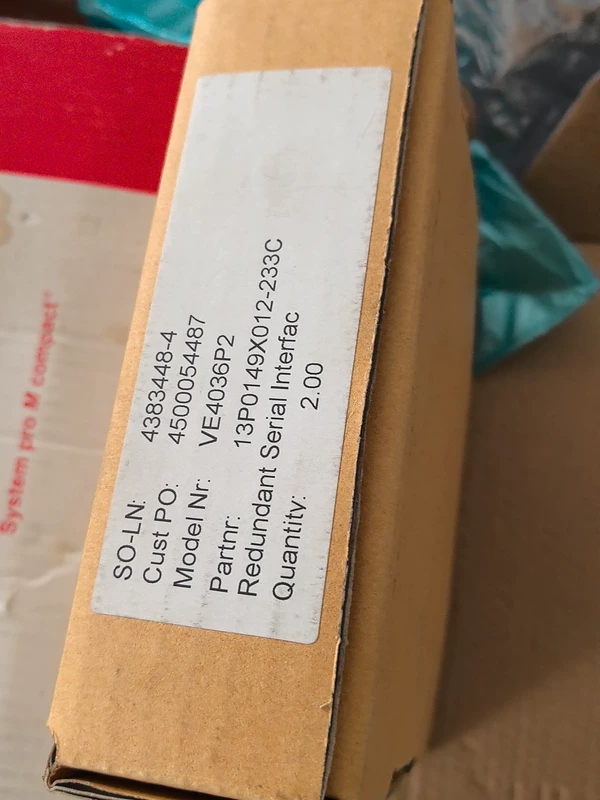 SO-LN: 4383448-4
Cust PO: 4500054487
Model Nr: VE4036P2
Partnr: 13P0149X012-233C
Redundant Serial Interfac
Quantity: 2.00
System pro M compact®